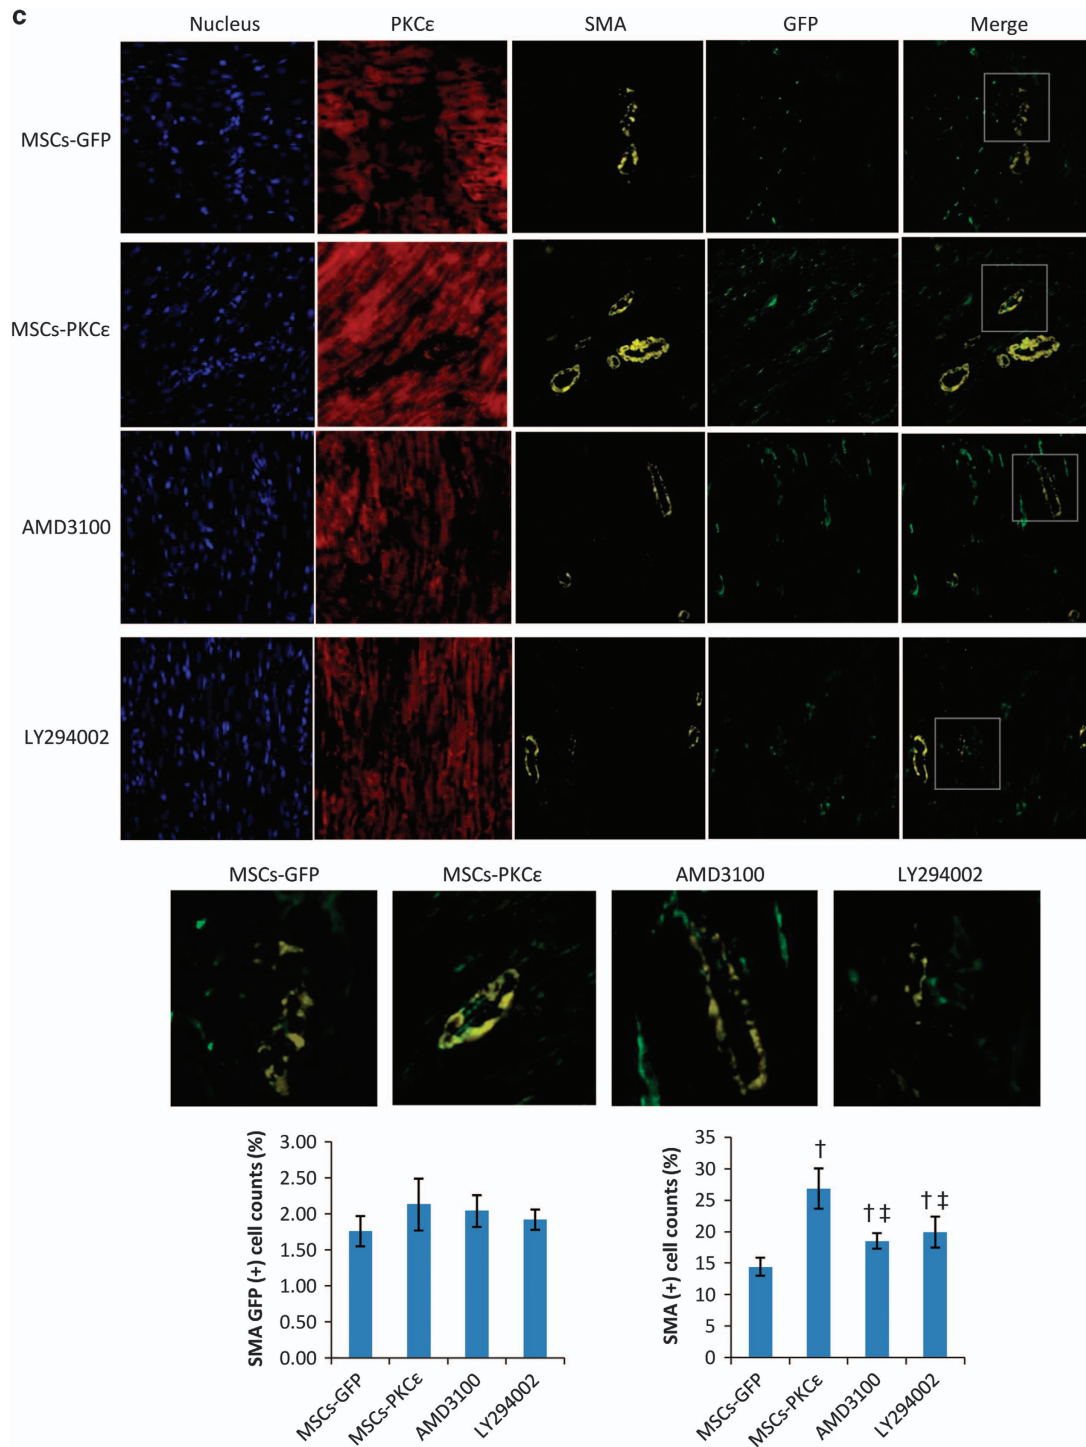 c
Nucleus PKCε SMA GFP Merge
MSCs-GFP
MSCs-PKCε
AMD3100
LY294002
MSCs-GFP MSCs-PKCε AMD3100 LY294002
SMA GFP (+) cell counts (%)
3.00
2.50
2.00
1.50
1.00
0.50
0.00
MSCs-GFP
MSCs-PKCε
AMD3100
LY294002
SMA (+) cell counts (%)
35
30
25
20
15
10
5
0
†
†‡
†‡
MSCs-GFP
MSCs-PKCε
AMD3100
LY294002